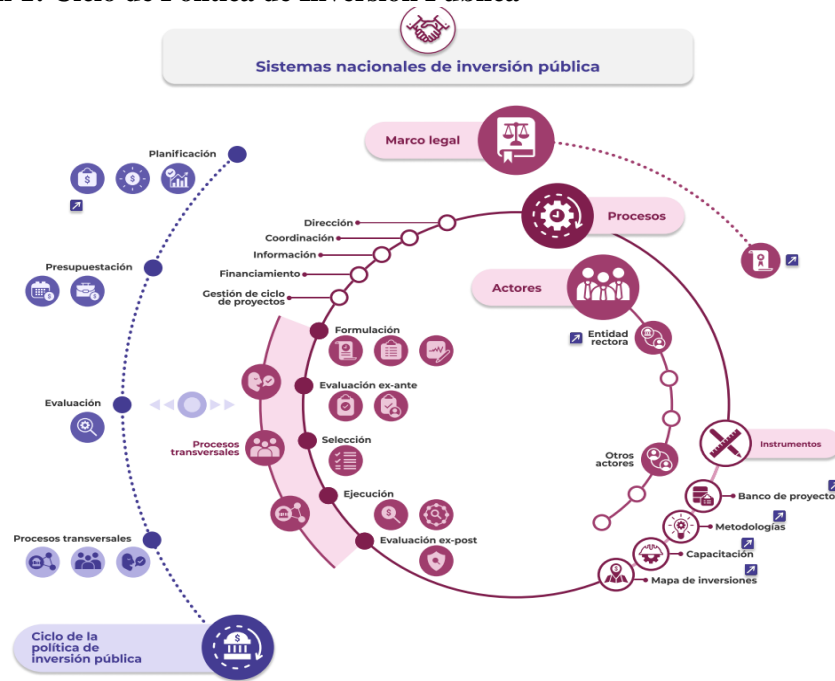 Sistemas nacionales de inversión pública
Marco legal
Planificación
Procesos
Dirección
Coordinación
Información
Financiamiento
Gestión de ciclo
de proyectos
Presupuestación
Actores
Formulación
Entidad
rectora
Evaluación ex-ante
Evaluación
Selección
Procesos
transversales
Instrumentos
Otros
actores
Ejecución
Banco de proyecto
Metodologías
Procesos transversales
Evaluación ex-post
Capacitación
Mapa de inversiones
Ciclo de la
política de
inversión pública